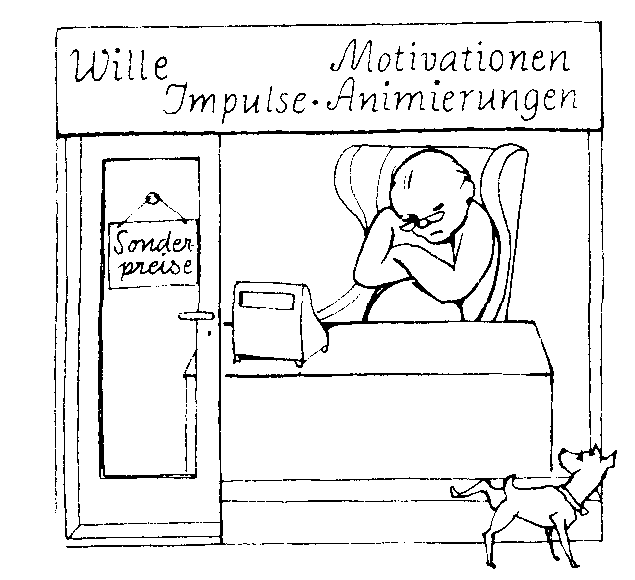 Wille Motivationen
Impulse · Animierungen
Sonder
preise